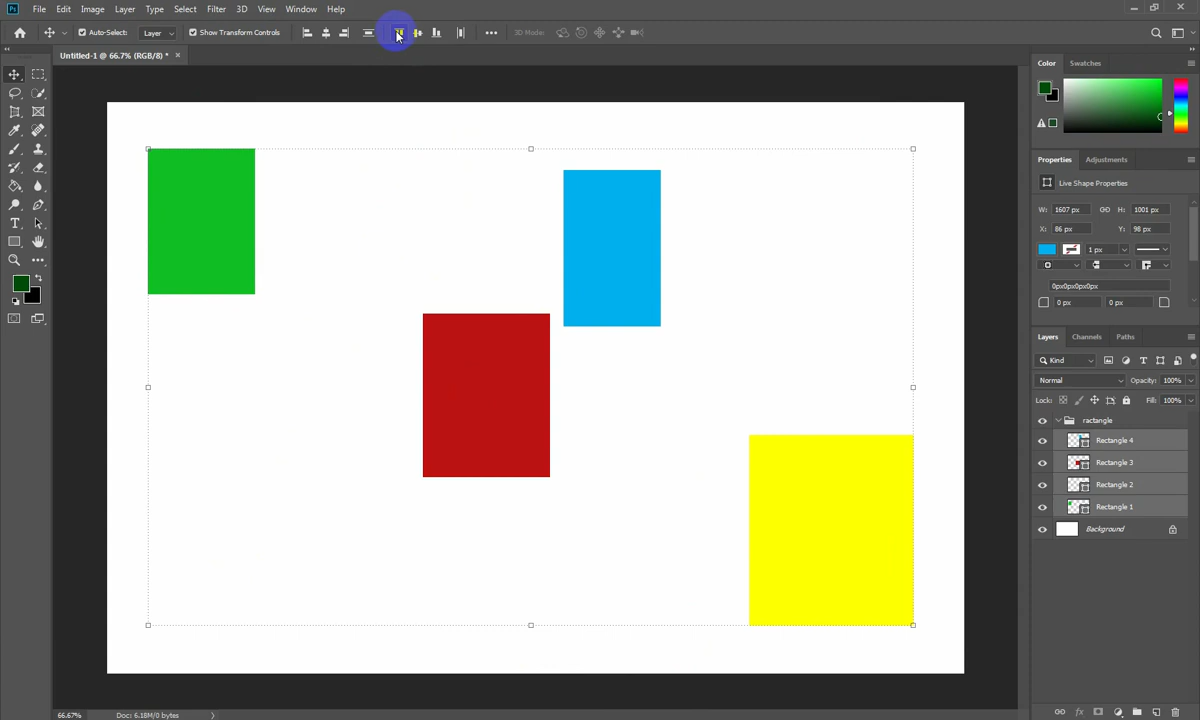 Ps File Edit Image Layer Type Select Filter 3D View Window Help
Auto-Select: Layer Show Transform Controls 3D Mode:
Untitled-1 @ 66.7% (RGB/8) * ×
Color Swatches
Properties Adjustments
Live Shape Properties
W: 1607 px H: 1001 px
X: 86 px Y: 98 px
1 px
0px0px0px0px
0 px 0 px
Layers Channels Paths
Kind
Normal Opacity: 100%
Lock: Fill: 100%
ractangle
Rectangle 4
Rectangle 3
Rectangle 2
Rectangle 1
Background
66.67% Doc: 6.18M/0 bytes